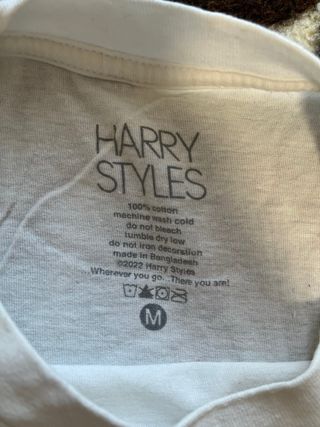 HARRY
STYLES
100% cotton
machine wash cold
do not bleach
tumble dry low
do not iron decoration
made in Bangladesh
©2022 Harry Styles
Wherever you go...There you are!
M